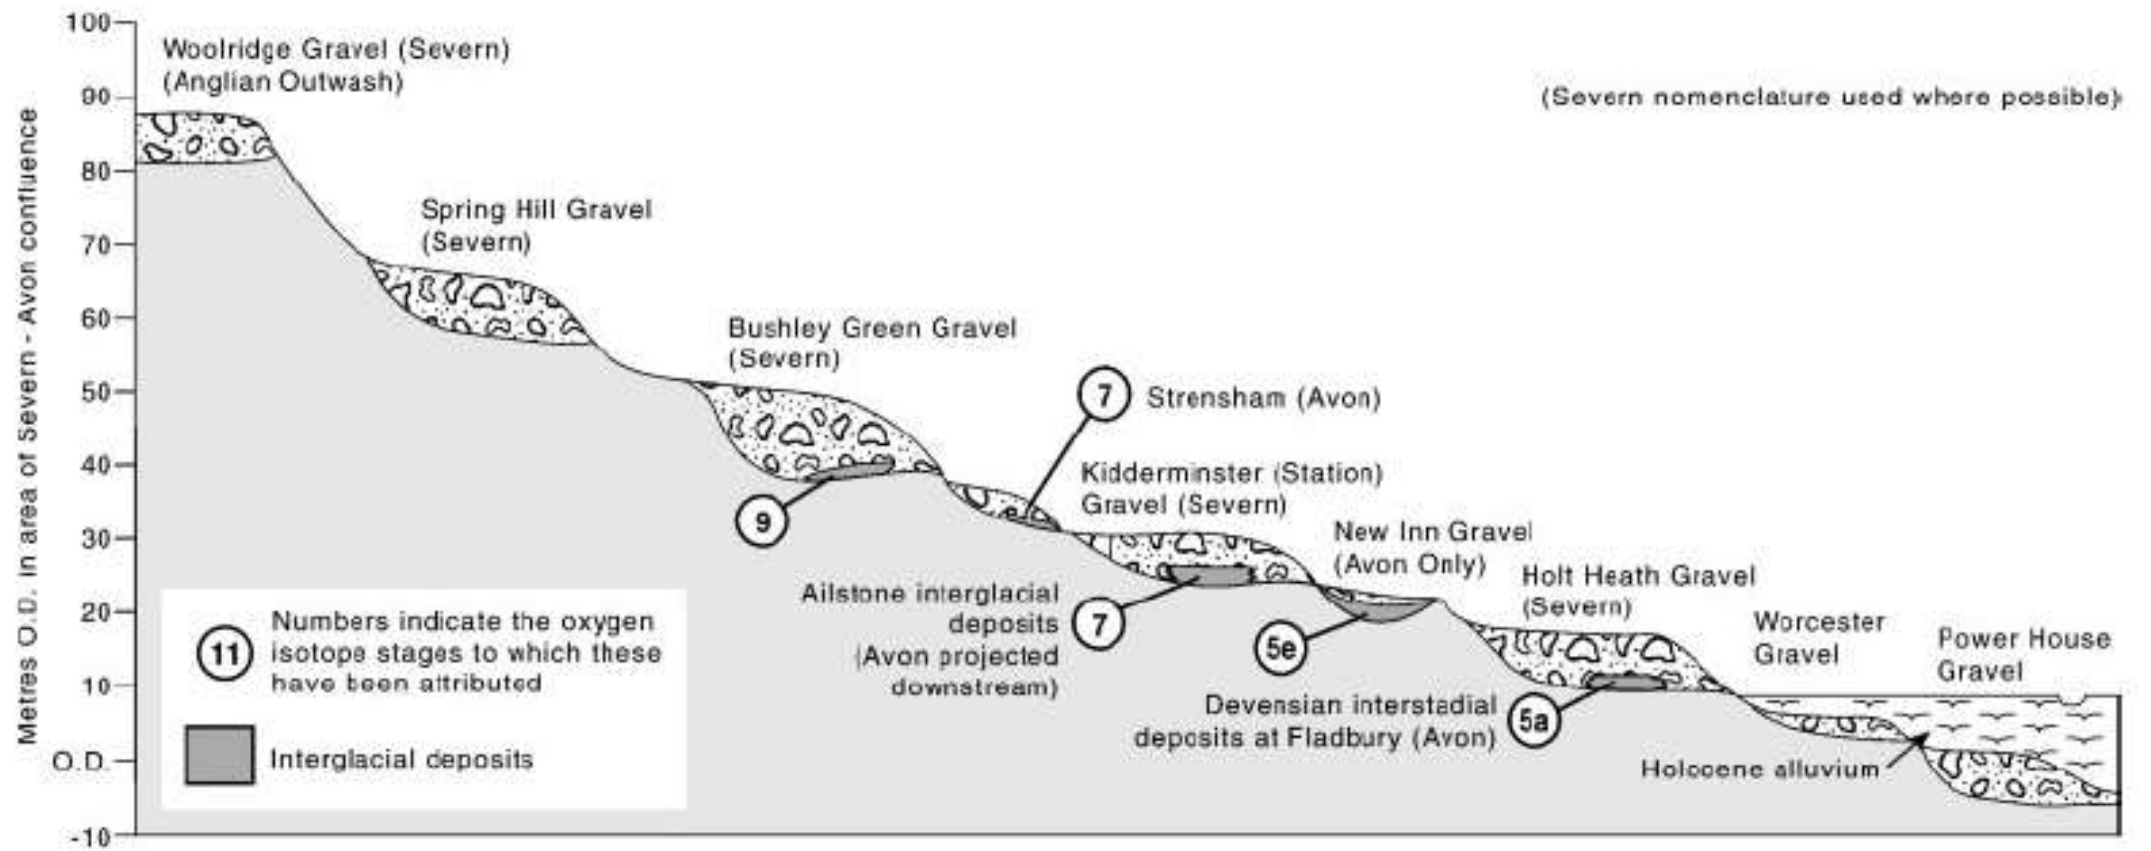 Metres O.D. in area of Severn - Avon confluence
100
90
80
70
60
50
40
30
20
10
O.D.
-10
Woolridge Gravel (Severn)
(Anglian Outwash)
(Severn nomenclature used where possible)
Spring Hill Gravel
(Severn)
Bushley Green Gravel
(Severn)
9
7
Strensham (Avon)
Kidderminster (Station)
Gravel (Severn)
Ailstone interglacial
deposits
(Avon projected
downstream)
7
New Inn Gravel
(Avon Only)
5e
Holt Heath Gravel
(Severn)
Devensian interstadial
deposits at Fladbury (Avon)
5a
Worcester
Gravel
Power House
Gravel
Holocene alluvium
11
Numbers indicate the oxygen
isotope stages to which these
have been attributed
Interglacial deposits